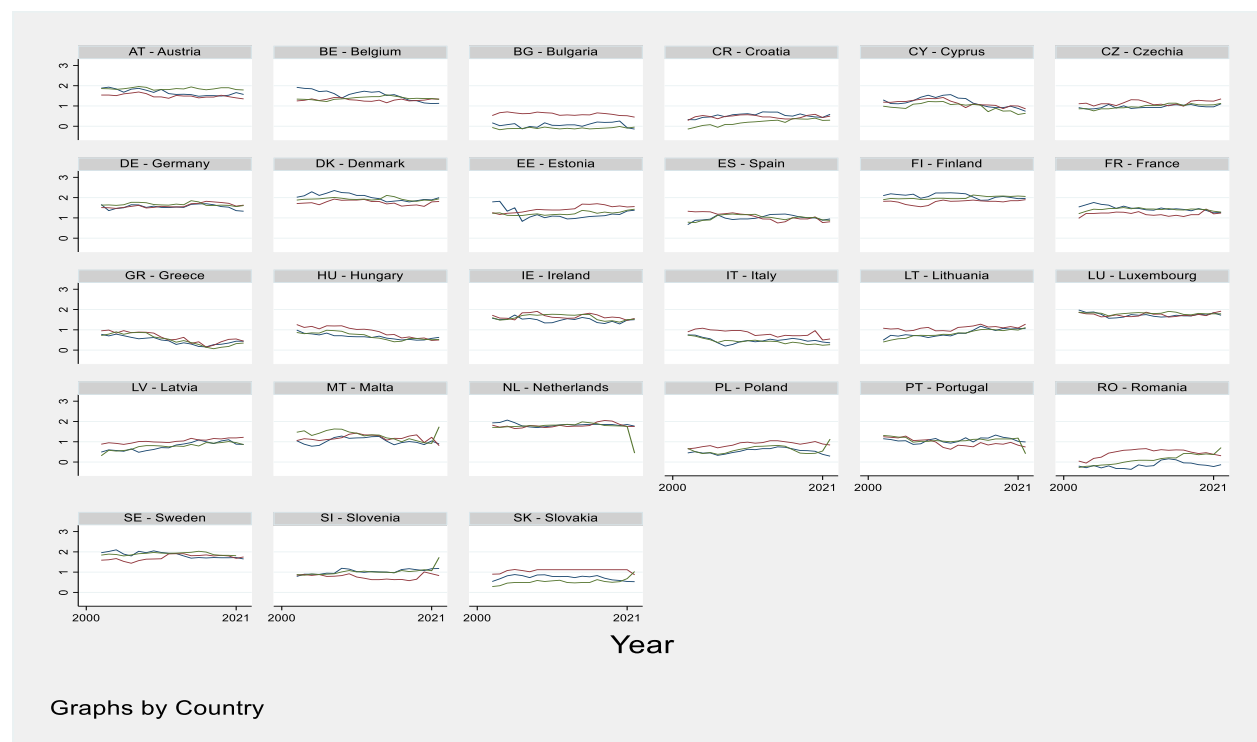 AT - Austria BE - Belgium BG - Bulgaria CR - Croatia CY - Cyprus CZ - Czechia
3
2
1
0
DE - Germany DK - Denmark EE - Estonia ES - Spain FI - Finland FR - France
3
2
1
0
GR - Greece HU - Hungary IE - Ireland IT - Italy LT - Lithuania LU - Luxembourg
3
2
1
0
LV - Latvia MT - Malta NL - Netherlands PL - Poland PT - Portugal RO - Romania
3
2
1
0
2000 2021 2000 2021 2000 2021
SE - Sweden SI - Slovenia SK - Slovakia
3
2
1
0
2000 2021 2000 2021 2000 2021
Year
Graphs by Country